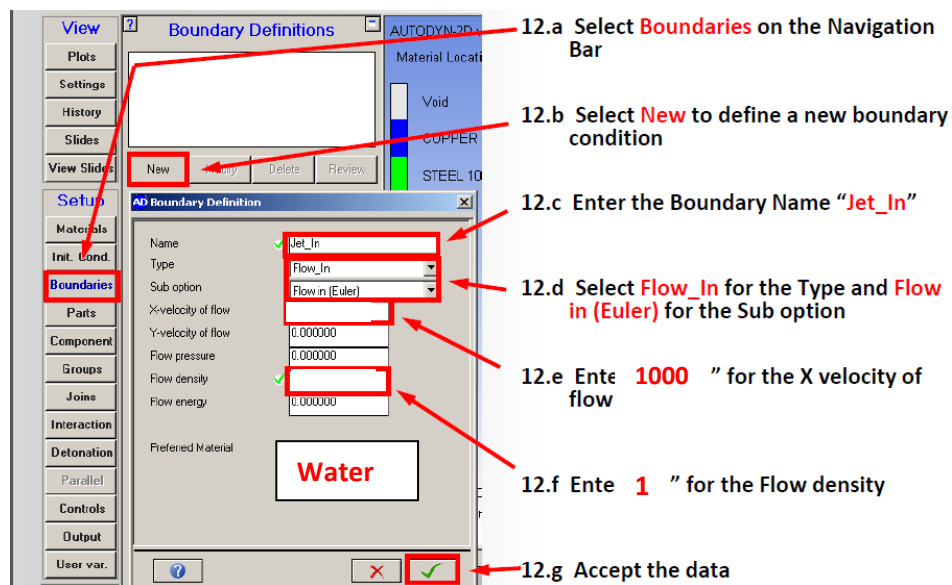 View
Plots
Settings
History
Slides
View Slides
Setup
Materials
Init. Cond.
Boundaries
Parts
Component
Groups
Joins
Interaction
Detonation
Parallel
Controls
Output
User var.
? Boundary Definitions
New
Delete
Review
AUTODYN-2D
Material Locati
Void
COPPER
STEEL 10
AD Boundary Definition
Name Jet_In
Type Flow_In
Sub option Flow in (Euler)
X-velocity of flow
Y-velocity of flow 0.000000
Flow pressure 0.000000
Flow density
Flow energy 0.000000
Preferred Material Water
12.a Select Boundaries on the Navigation
Bar
12.b Select New to define a new boundary
condition
12.c Enter the Boundary Name “Jet_In”
12.d Select Flow_In for the Type and Flow
in (Euler) for the Sub option
12.e Ente 1000 ” for the X velocity of
flow
12.f Ente 1 ” for the Flow density
12.g Accept the data